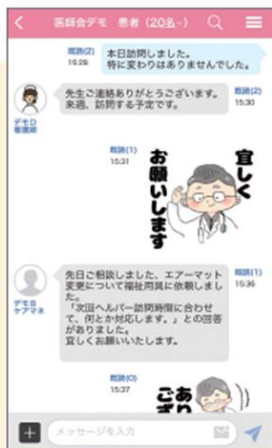 医師会デモ 患者（20名~）
既読(2)
15:28
本日訪問しました。
特に変わりはありませんでした。
先生ご連絡ありがとうございます。
来週、訪問する予定です。
既読(2)
15:30
デモD
看護師
既読(1)
15:31
宜しく
お願いします
先日ご相談しました、エアーマット
変更について福祉用具に依頼しまし
た。
「次回ヘルパー訪問時間に合わせ
て、何とか対応します。」との回答
がありました。
宜しくお願いいたします。
既読(1)
15:36
デモB
ケアマネ
既読(0)
15:37
あり
ござ
メッセージを入力